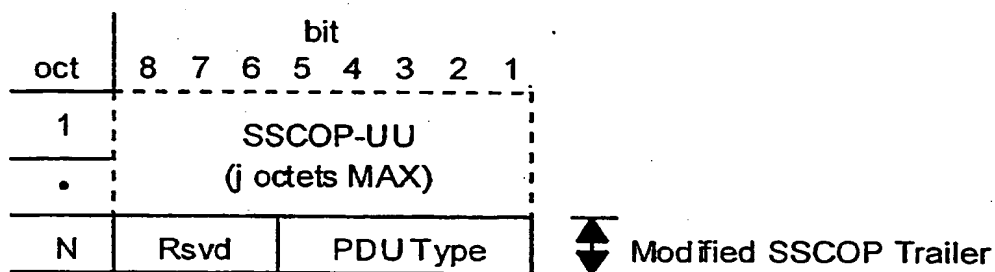 bit
oct 8 7 6 5 4 3 2 1
1 SSCOP-UU
• (j octets MAX)
N Rsvd PDU Type Modified SSCOP Trailer